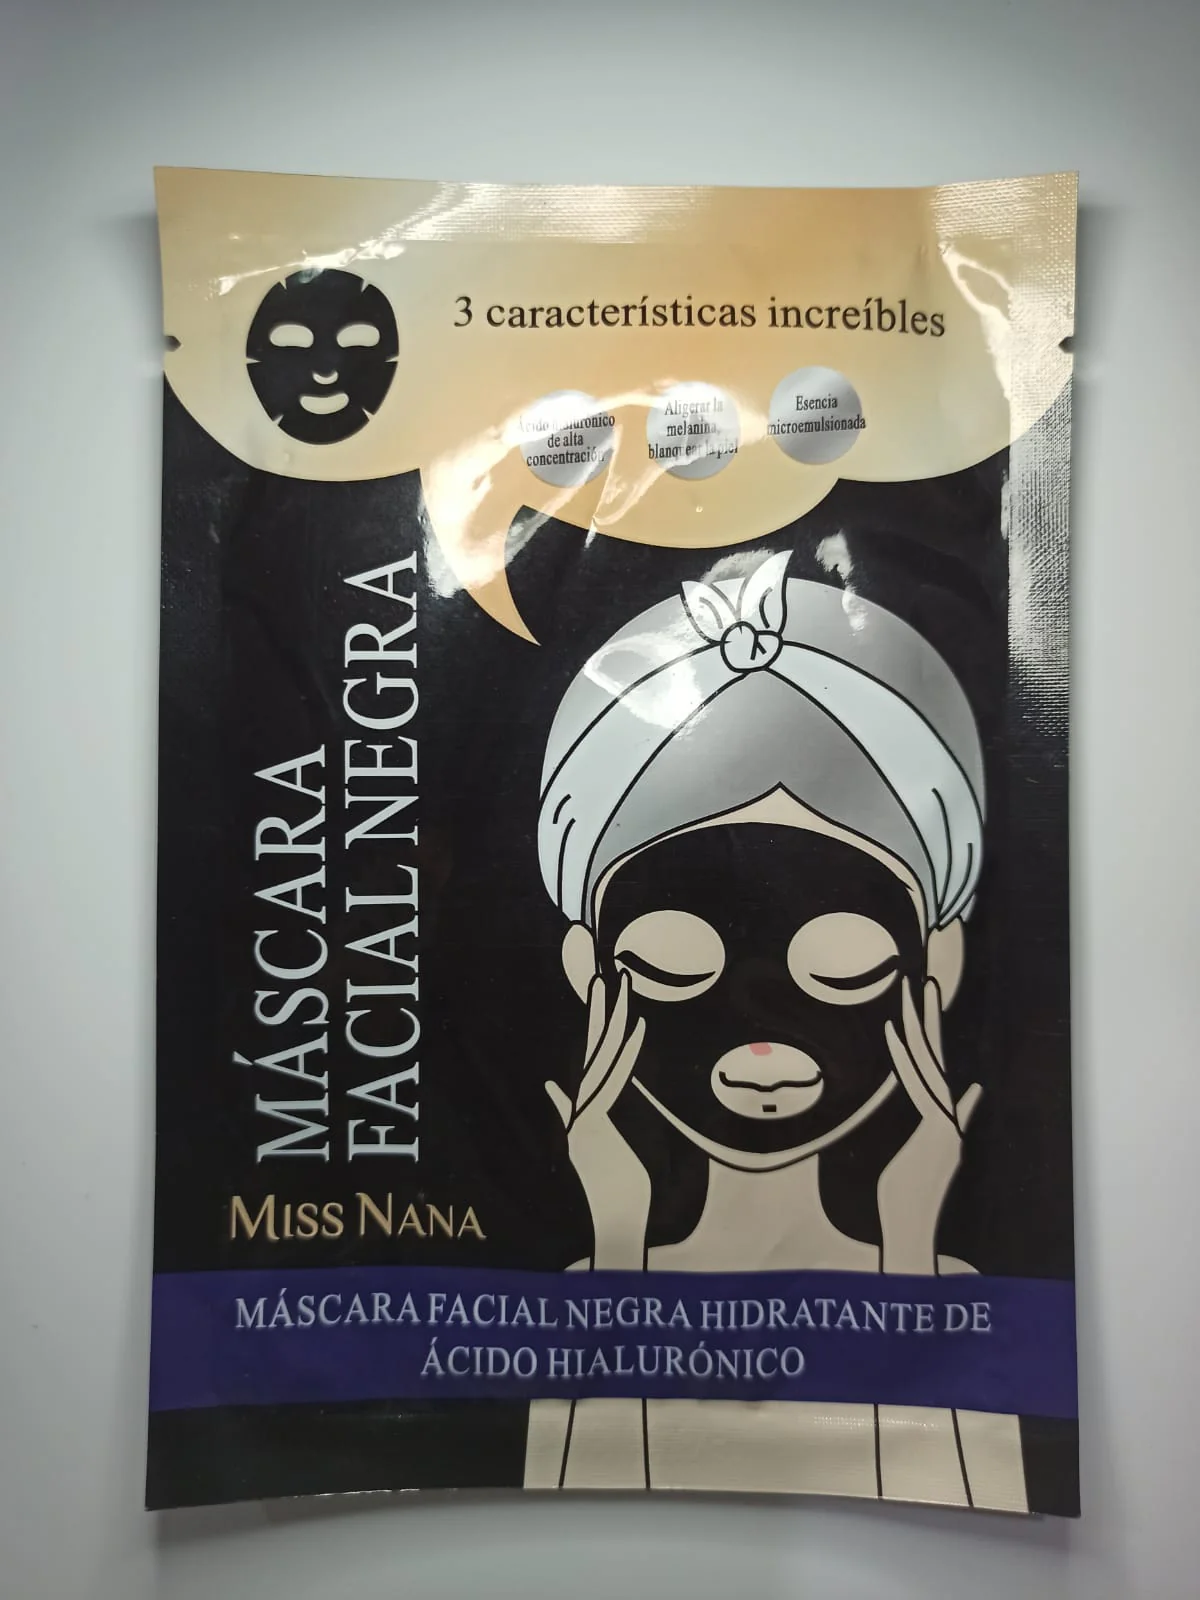 3 características increíbles
Ácido hialurónico
de alta
concentración
Aligerar la
melanina,
blanquear la piel
Esencia
microemulsionada
MÁSCARA
FACIAL NEGRA
MISS NANA
MÁSCARA FACIAL NEGRA HIDRATANTE DE
ÁCIDO HIALURÓNICO